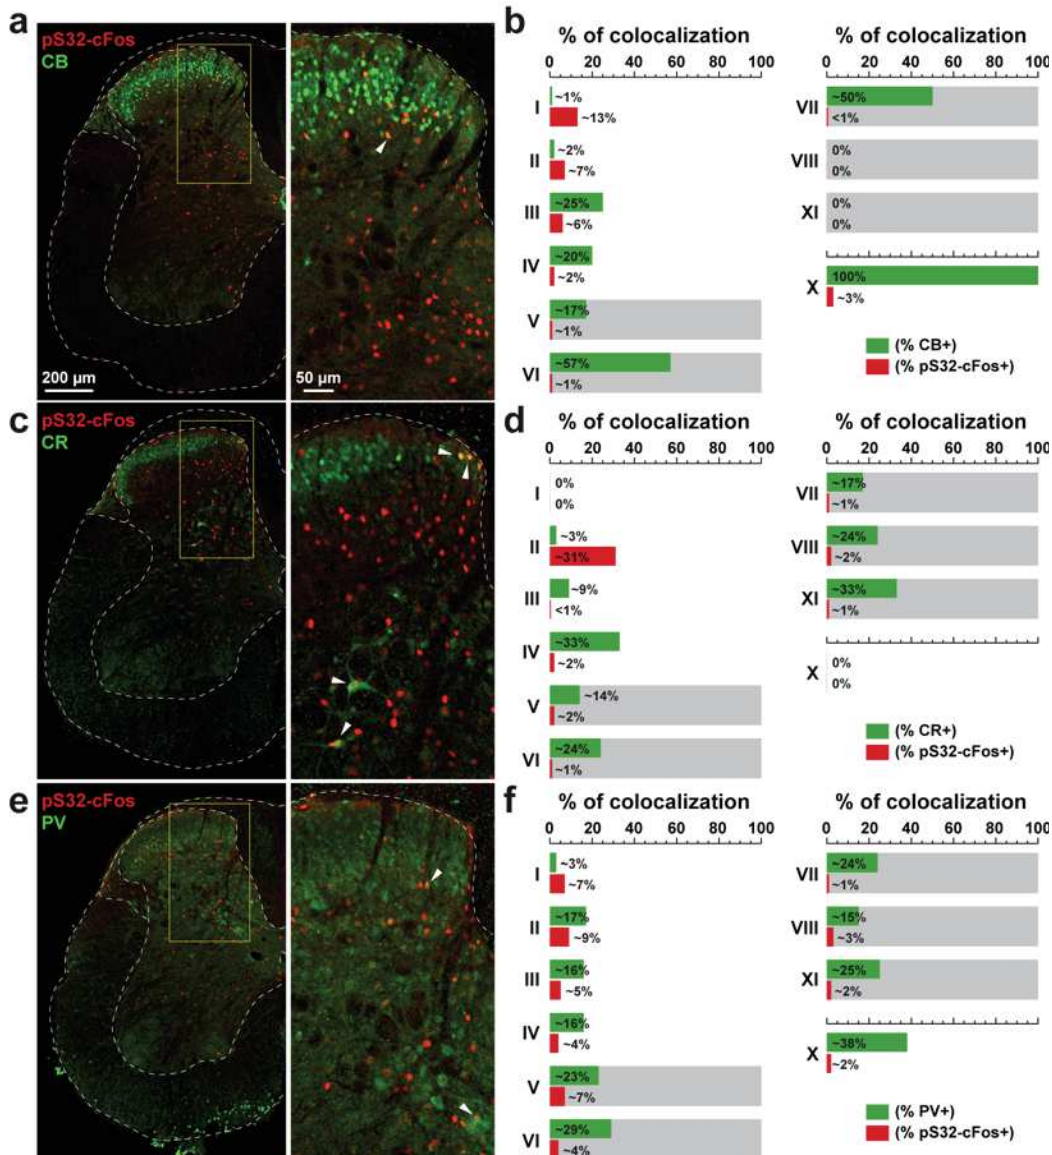 a
pS32-cFos
CB
200 µm
50 µm
b
% of colocalization
0 20 40 60 80 100
I
~1%
~13%
II
~2%
~7%
III
~25%
~6%
IV
~20%
~2%
V
~17%
~1%
VI
~57%
~1%
% of colocalization
0 20 40 60 80 100
VII
~50%
<1%
VIII
0%
0%
XI
0%
0%
X
100%
~3%
(% CB+)
(% pS32-cFos+)
c
pS32-cFos
CR
d
% of colocalization
0 20 40 60 80 100
I
0%
0%
II
~3%
~31%
III
~9%
<1%
IV
~33%
~2%
V
~14%
~2%
VI
~24%
~1%
% of colocalization
0 20 40 60 80 100
VII
~17%
~1%
VIII
~24%
~2%
XI
~33%
~1%
X
0%
0%
(% CR+)
(% pS32-cFos+)
e
pS32-cFos
PV
f
% of colocalization
0 20 40 60 80 100
I
~3%
~7%
II
~17%
~9%
III
~16%
~5%
IV
~16%
~4%
V
~23%
~7%
VI
~29%
~4%
% of colocalization
0 20 40 60 80 100
VII
~24%
~1%
VIII
~15%
~3%
XI
~25%
~2%
X
~38%
~2%
(% PV+)
(% pS32-cFos+)